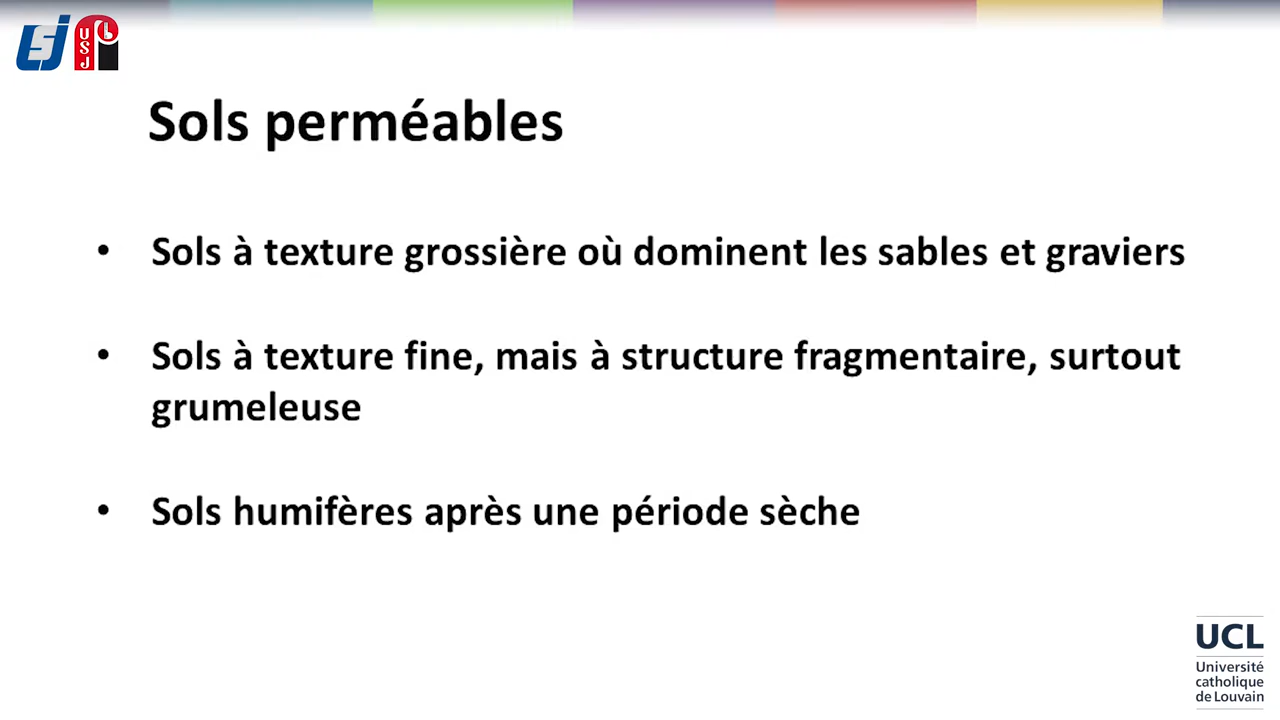 USJ
Sols perméables
• Sols à texture grossière où dominent les sables et graviers
• Sols à texture fine, mais à structure fragmentaire, surtout
grumeleuse
• Sols humifères après une période sèche
UCL
Université
catholique
de Louvain